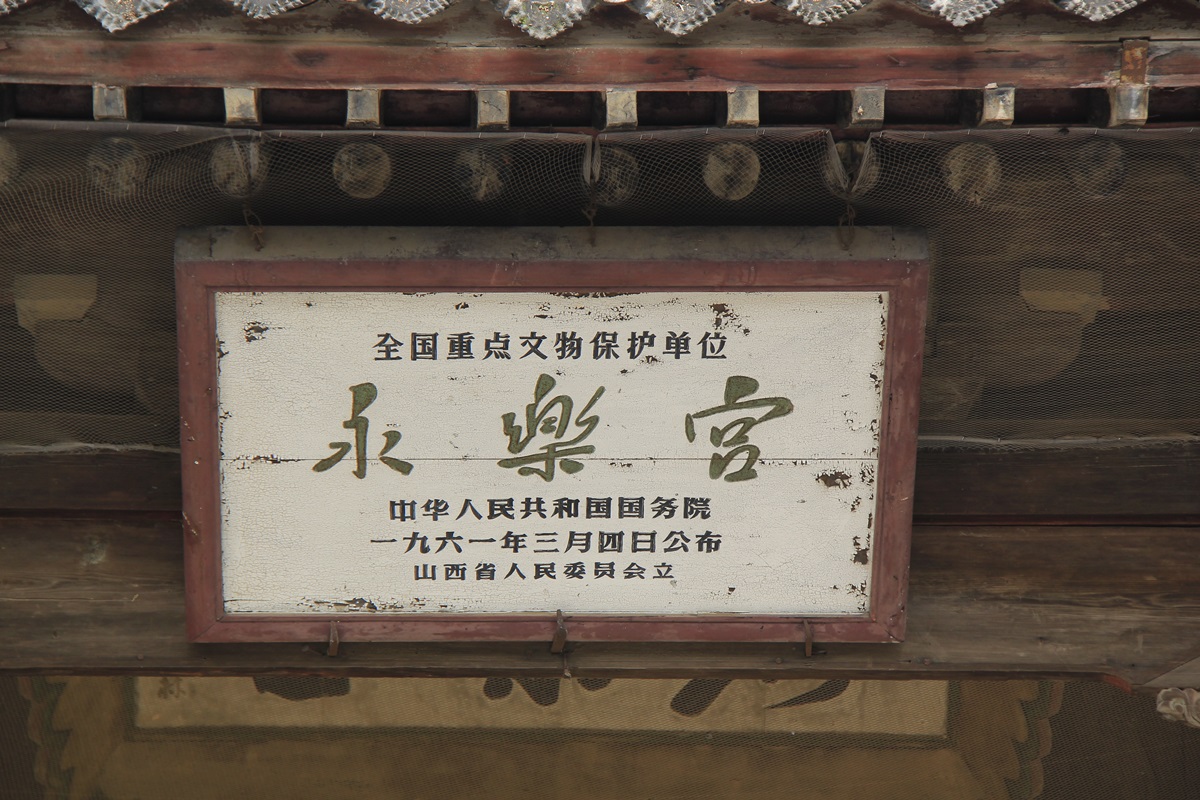 全国重点文物保护单位
永樂宫
中华人民共和国国务院
一九六一年三月四日公布
山西省人民委员会立